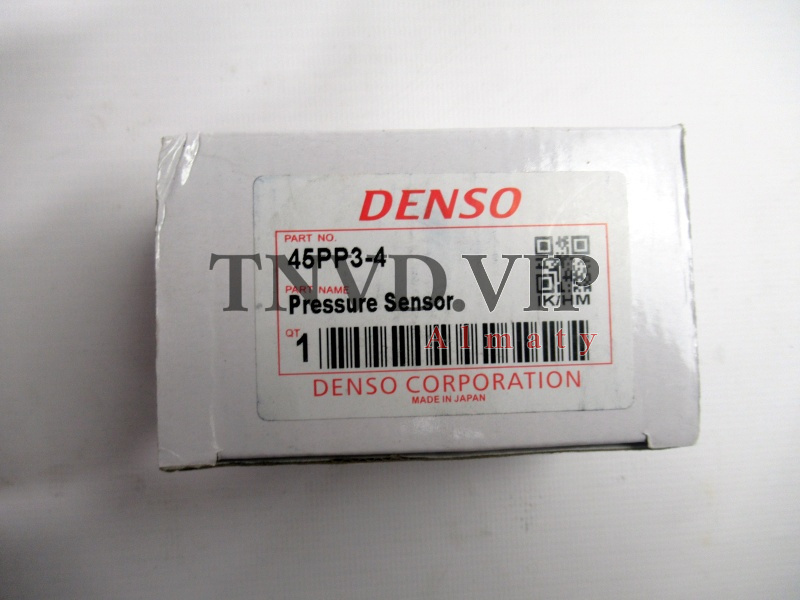 DENSO
PART NO.
45PP3-4
TNVD.VIP
PART NAME
Pressure Sensor
QT
1
Almaty
K/HM
DENSO CORPORATION
MADE IN JAPAN